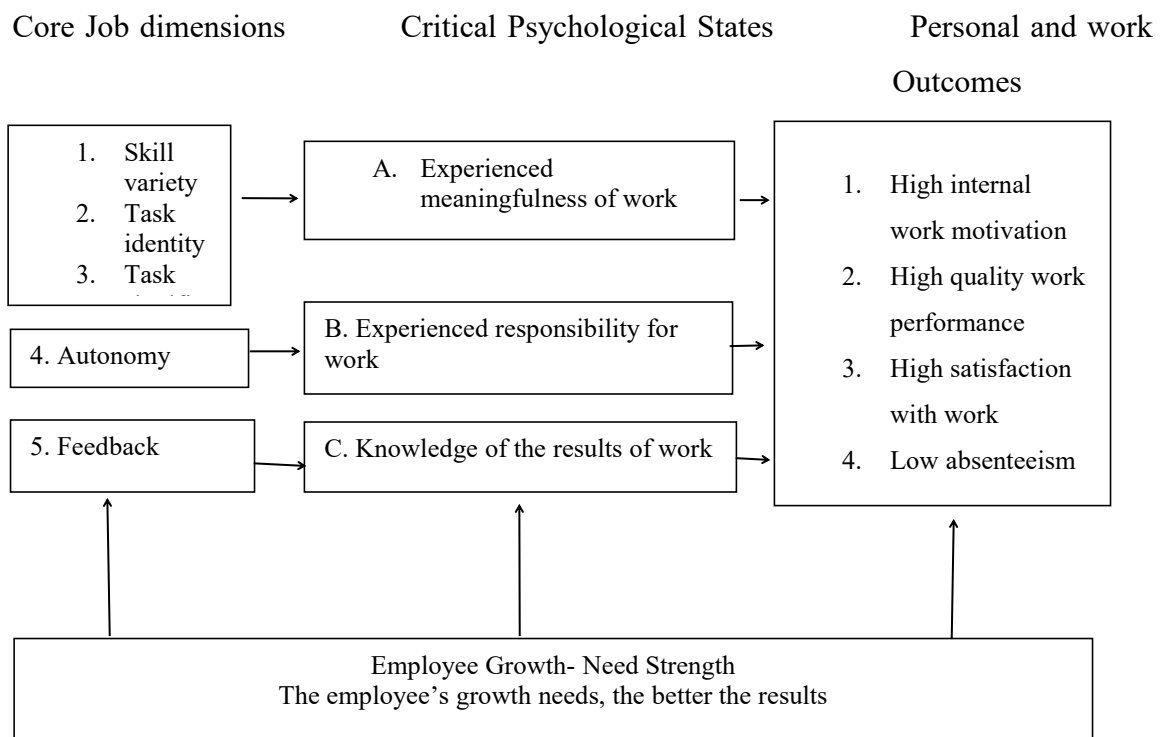 Core Job dimensions
Critical Psychological States
Personal and work
Outcomes
1. Skill
variety
2. Task
identity
3. Task
4. Autonomy
5. Feedback
A. Experienced
meaningfulness of work
B. Experienced responsibility for
work
C. Knowledge of the results of work
1. High internal
work motivation
2. High quality work
performance
3. High satisfaction
with work
4. Low absenteeism
Employee Growth- Need Strength
The employee’s growth needs, the better the results